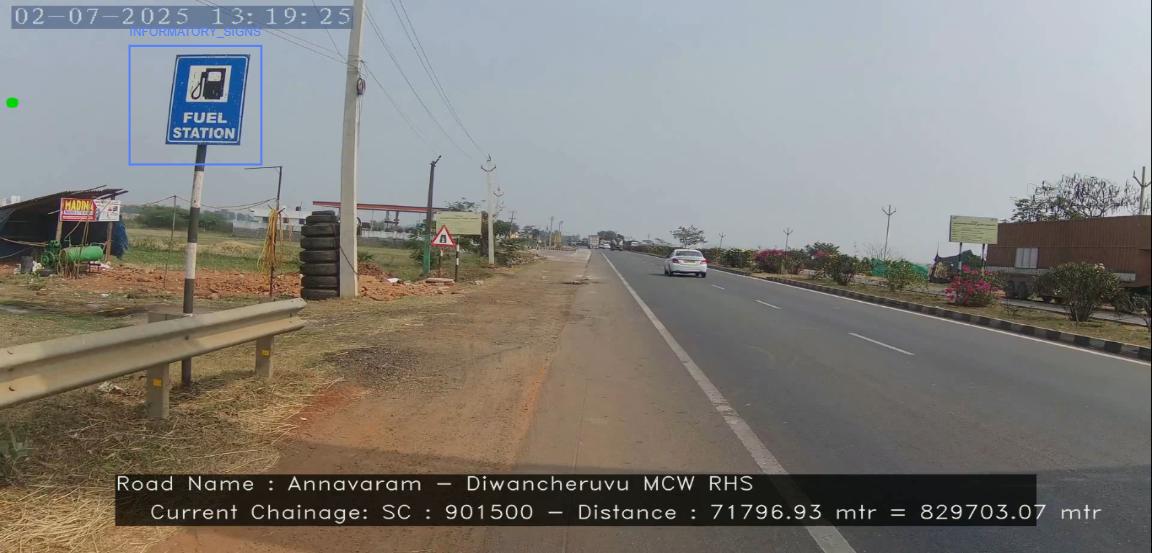 02-07-2025 13:19:25
INFORMATORY_SIGNS
FUEL
STATION
MADINA
Road Name : Annavaram - Diwancheruvu MCW RHS
Current Chainage: SC : 901500 - Distance : 71796.93 mtr = 829703.07 mtr